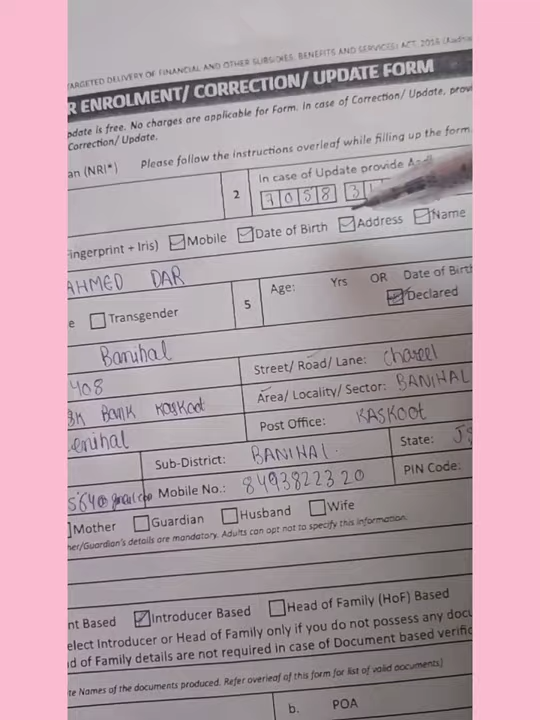 TARGETED DELIVERY OF FINANCIAL AND OTHER SUBSIDIES, BENEFITS AND SERVICES) ACT, 2016
R ENROLMENT/ CORRECTION/ UPDATE FORM
pdate is free. No charges are applicable for Form. In case of Correction/ Update, prov
Correction/ Update.
an (NRI*) Please follow the instructions overleaf while filling up the form.
2 In case of Update provide
7058 3
ingerprint + Iris) Mobile Date of Birth Address Name
AHMED DAR
5 Age: Yrs OR Date of Birth
Declared
e Transgender
Banihal
Street/ Road/ Lane: chareel
408
Area/ Locality/ Sector: BANIHAL
BANK KASKOOT
Post Office: KASKOOT
enihal
Sub-District: BANIHAL. State: J
Mobile No.: 8493822320 PIN Code:
Mother Guardian Husband Wife
her/Guardian's details are mandatory. Adults can opt not to specify this information.
nt Based Introducer Based Head of Family (HoF) Based
elect Introducer or Head of Family only if you do not possess any docu
d of Family details are not required in case of Document based verific
te Names of the documents produced. Refer overleaf of this form for list of valid documents)
b. POA